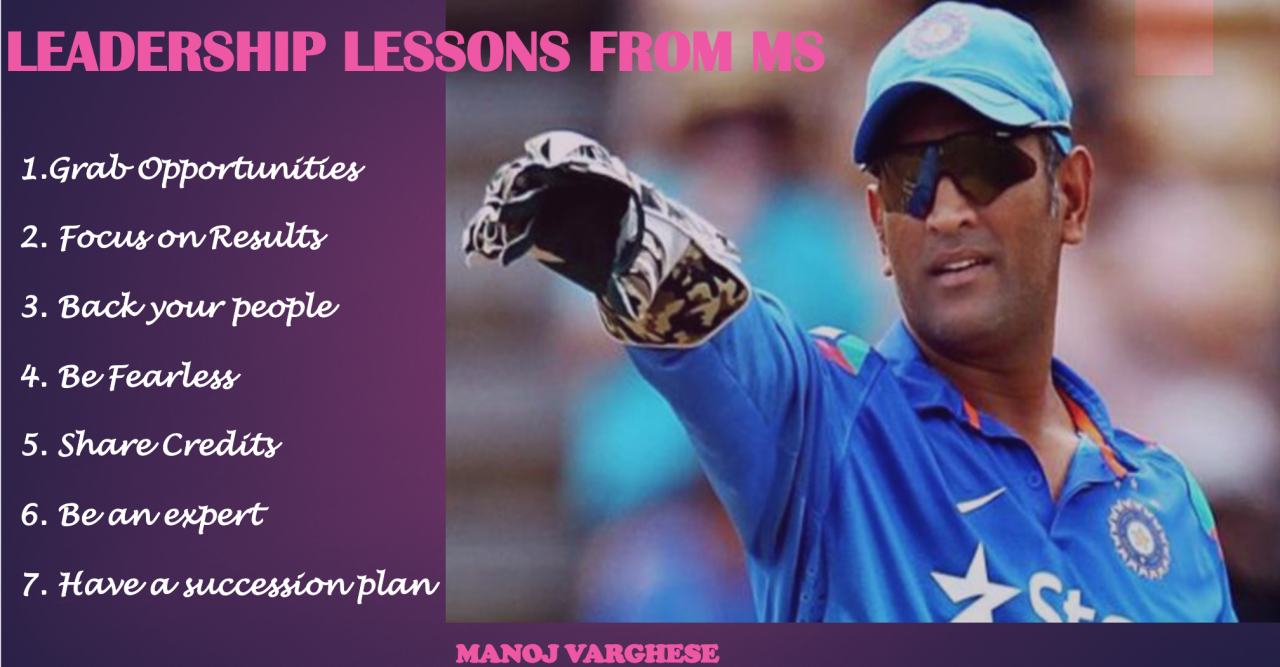 LEADERSHIP LESSONS FROM MS
1.Grab Opportunities
2. Focus on Results
3. Back your people
4. Be Fearless
5. Share Credits
6. Be an expert
7. Have a succession plan
MANOJ VARGHESE